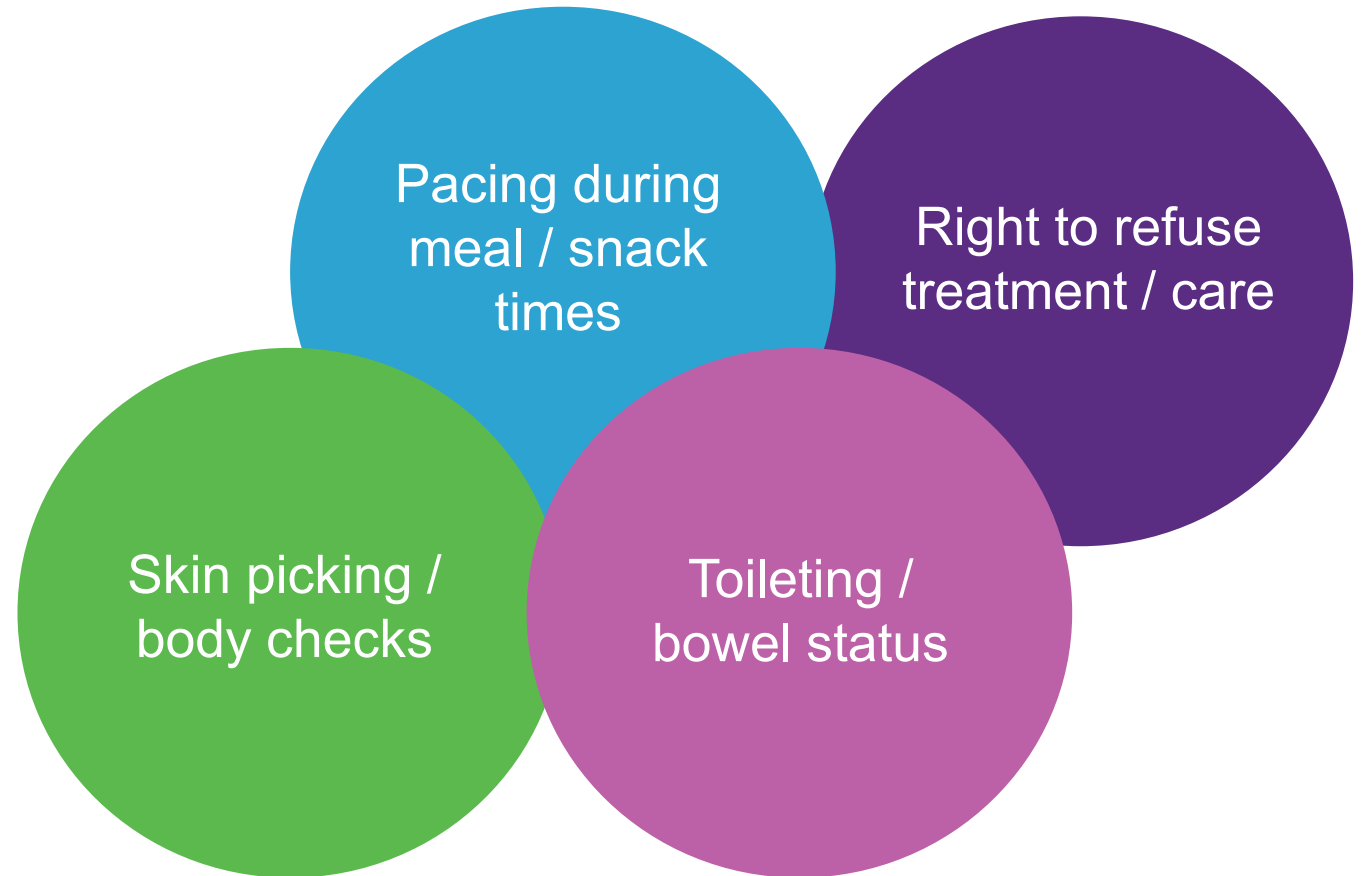 Pacing during
meal / snack
times
Right to refuse
treatment / care
Skin picking /
body checks
Toileting /
bowel status